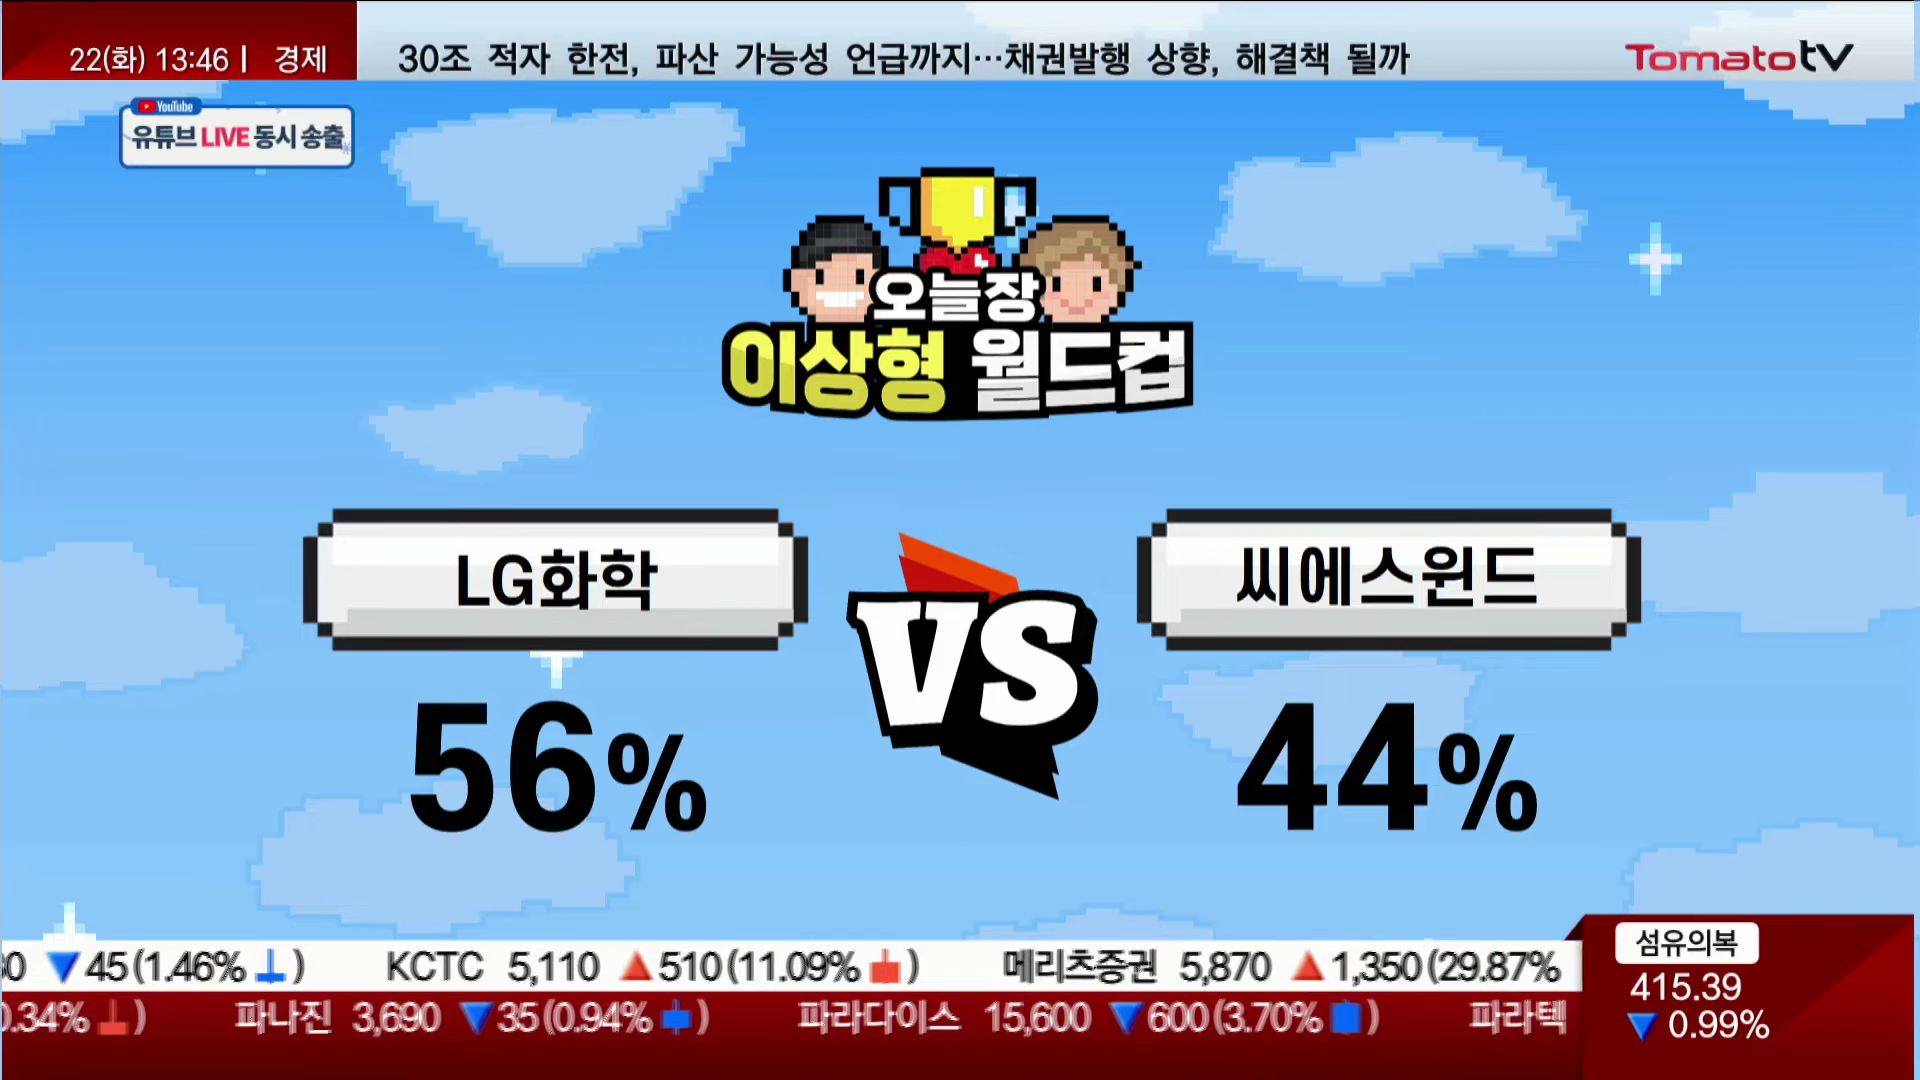 22(화) 13:46 | 경제
30조 적자 한전, 파산 가능성 언급까지…채권발행 상향, 해결책 될까
Tomatotv
YouTube
유튜브 LIVE 동시 송출
오늘장
이상형 월드컵
LG화학
VS
씨에스윈드
56%
44%
0 ▼45(1.46% ) KCTC 5,110 ▲510(11.09% ) 메리츠증권 5,870 ▲1,350(29.87%
0.34% ) 파나진 3,690 ▼35(0.94% ) 파라다이스 15,600 ▼600(3.70% ) 파라텍
섬유의복
415.39
▼ 0.99%